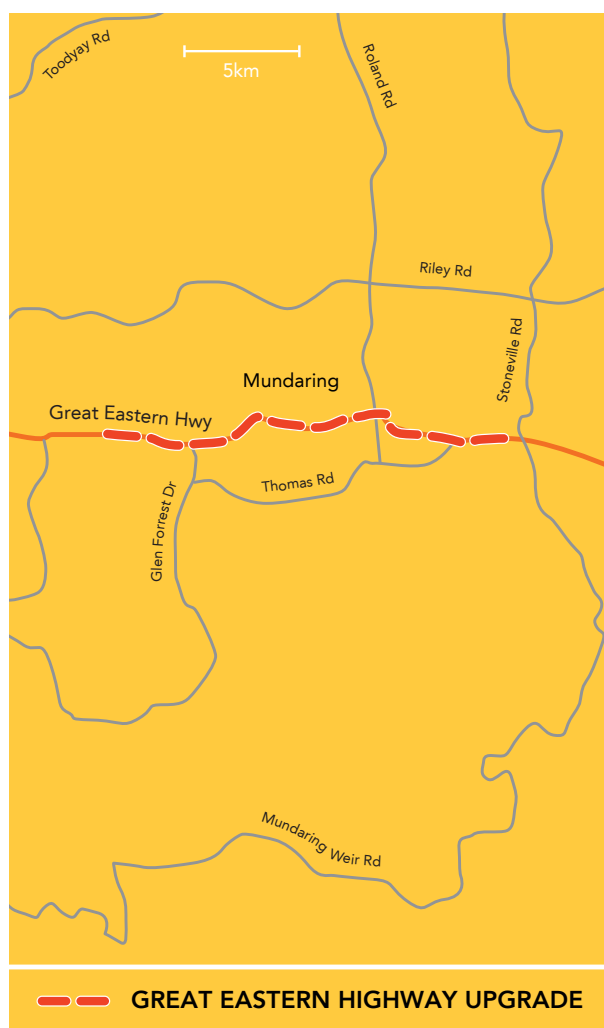 Toodyay Rd
5km
Roland Rd
Riley Rd
Stoneville Rd
Mundaring
Great Eastern Hwy
Thomas Rd
Glen Forrest Dr
Mundaring Weir Rd
GREAT EASTERN HIGHWAY UPGRADE